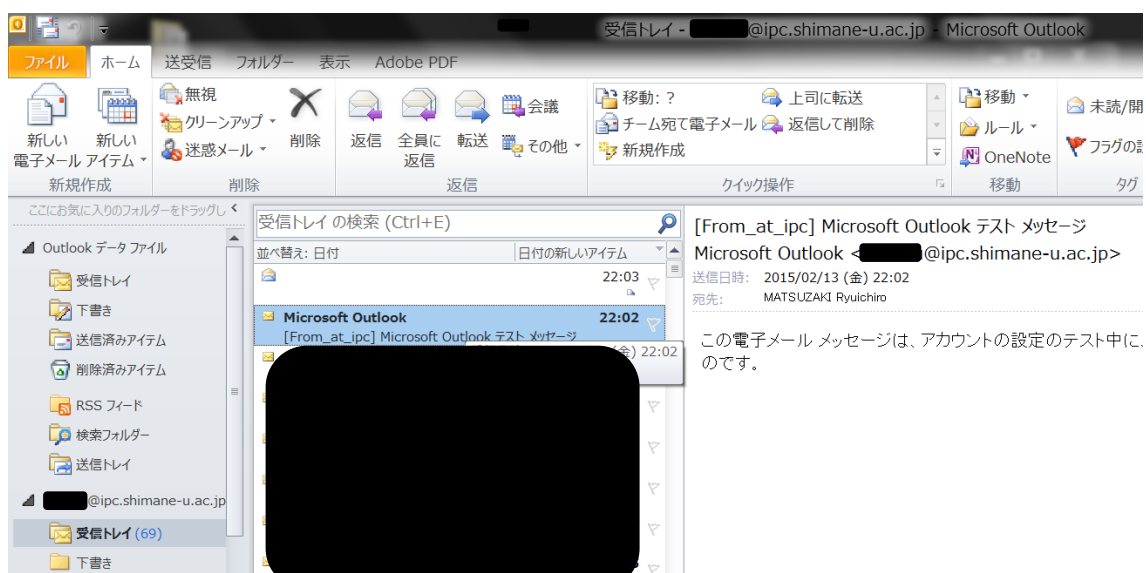 受信トレイ - @ipc.shimane-u.ac.jp - Microsoft Outlook
ファイル ホーム 送受信 フォルダー 表示 Adobe PDF
新しい
電子メール
新しい
アイテム
新規作成
無視
クリーンアップ
迷惑メール
削除
削除
返信
全員に
返信
転送
会議
その他
返信
移動: ?
チーム宛て電子メール
新規作成
上司に転送
返信して削除
クイック操作
移動
ルール
OneNote
移動
未読/開
フラグの
タグ
ここにお気に入りのフォルダーをドラッグし
Outlook データ ファイル
受信トレイ
下書き
送信済みアイテム
削除済みアイテム
RSS フィード
検索フォルダー
送信トレイ
@ipc.shimane-u.ac.jp
受信トレイ (69)
下書き
受信トレイ の検索 (Ctrl+E)
並べ替え: 日付 日付の新しいアイテム
22:03
Microsoft Outlook 22:02
[From_at_ipc] Microsoft Outlook テスト メッセージ
金) 22:02
[From_at_ipc] Microsoft Outlook テスト メッセージ
Microsoft Outlook < @ipc.shimane-u.ac.jp>
送信日時: 2015/02/13 (金) 22:02
宛先: MATSUZAKI Ryuichiro
この電子メール メッセージは、アカウントの設定のテスト中に、
のです。